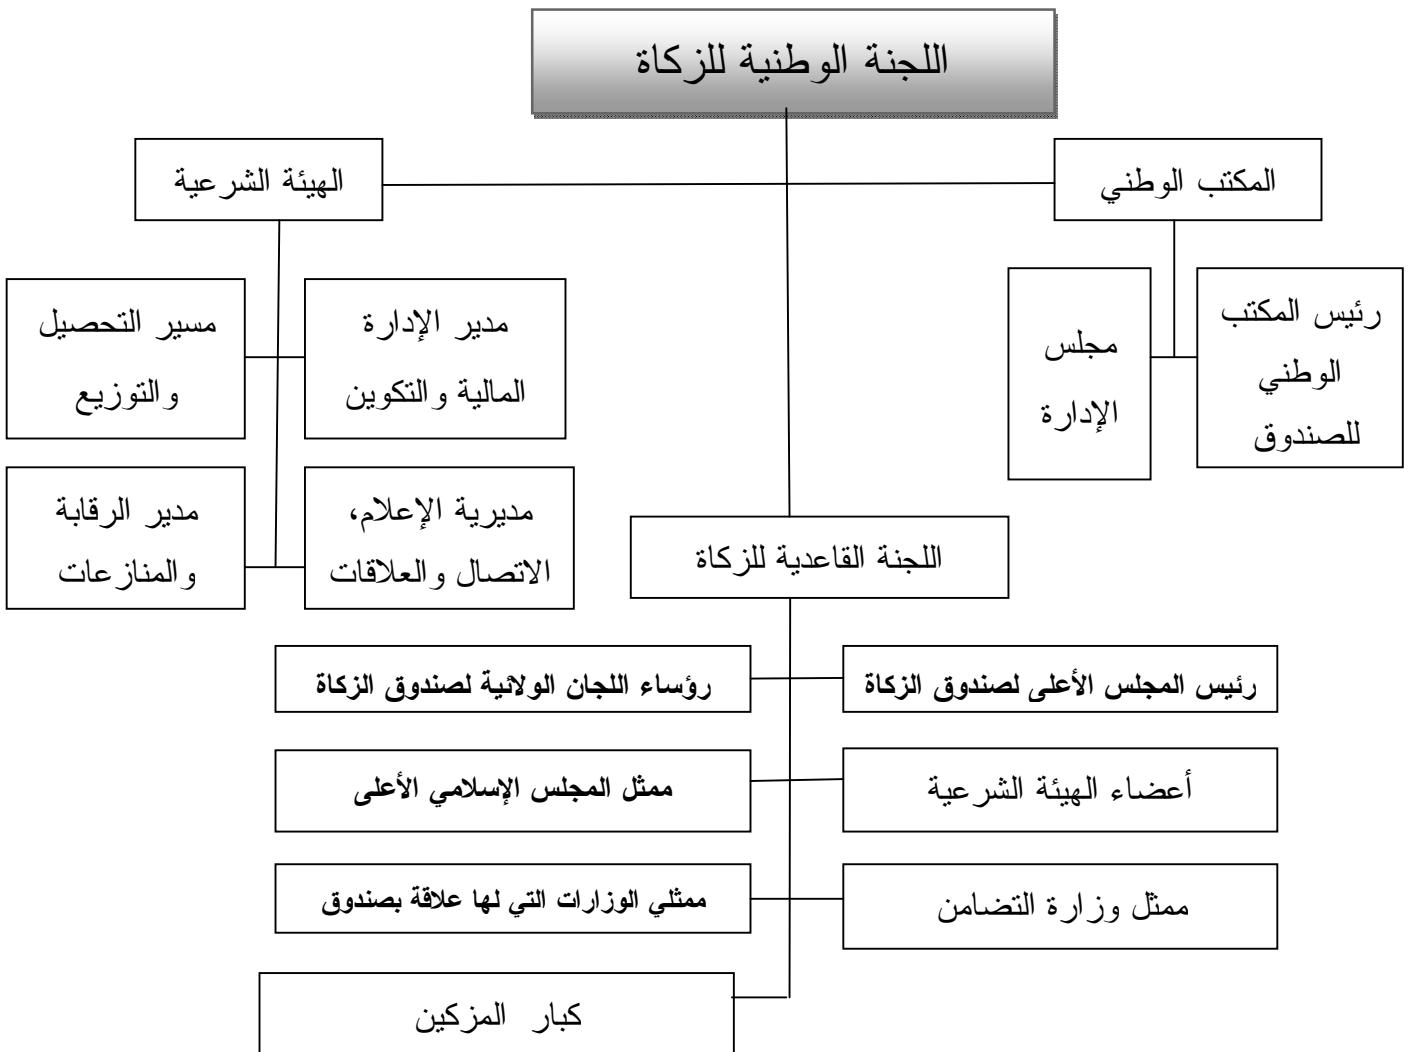 اللجنة الوطنية للزكاة
المكتب الوطني
الهيئة الشرعية
رئيس المكتب
الوطني
للصندوق
مجلس
الإدارة
مدير الإدارة
المالية والتكوين
مسير التحصيل
والتوزيع
مديرية الإعلام،
الاتصال والعلاقات
مدير الرقابة
والمنازعات
اللجنة القاعدية للزكاة
رئيس المجلس الأعلى لصندوق الزكاة
رؤساء اللجان الولائية لصندوق الزكاة
أعضاء الهيئة الشرعية
ممثل المجلس الإسلامي الأعلى
ممثل وزارة التضامن
ممثلي الوزارات التي لها علاقة بصندوق
كبار المزكين